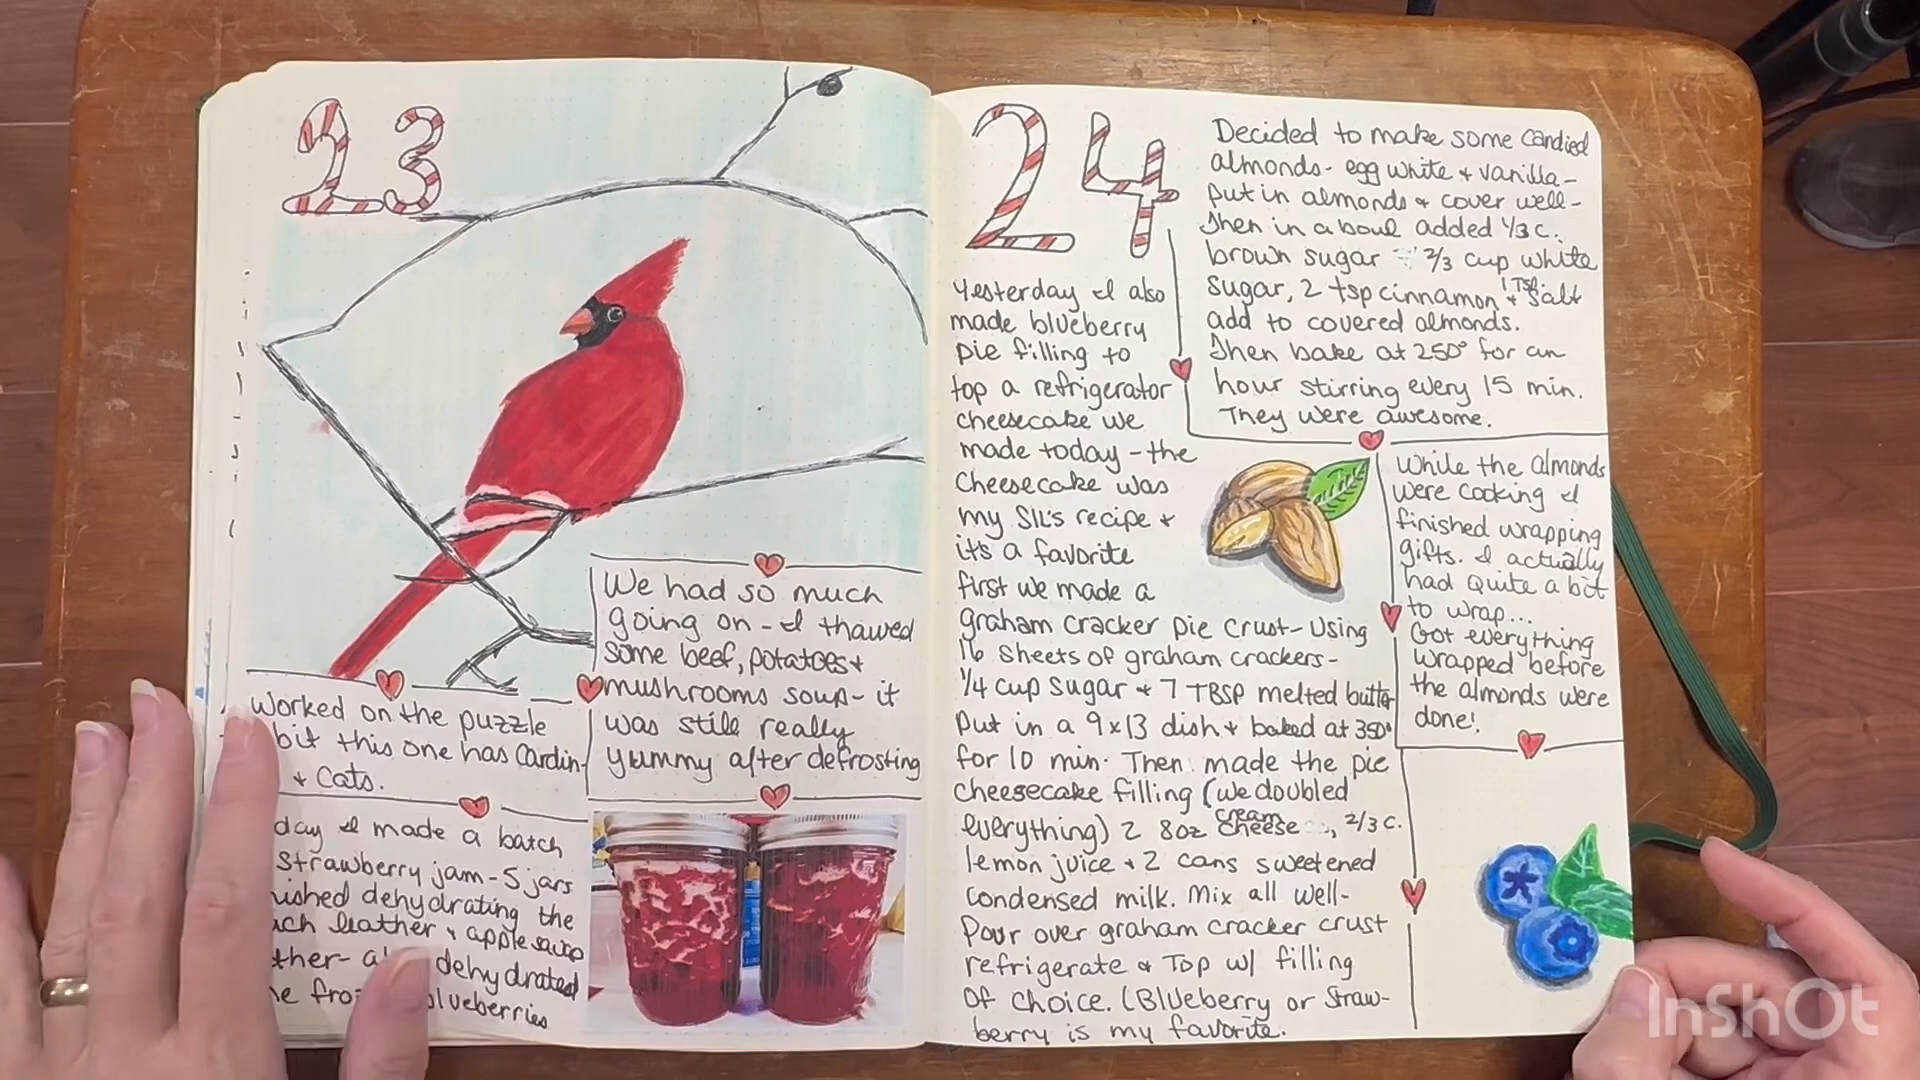 23
We had so much
going on - I thawed
some beef, potatoes +
mushrooms soup - it
was still really
yummy after defrosting
Worked on the puzzle
bit this one has Cardin
+ Cats.
day I made a batch
strawberry jam - 5 jars
ished dehydrating the
ach leather + applesauce
ther - a dehydrated
e fro blueberries
24
Yesterday I also
made blueberry
pie filling to
top a refrigerator
cheesecake we
made today - the
cheesecake was
my SIL's recipe +
it's a favorite
first we made a
graham cracker pie crust - using
16 sheets of graham crackers -
1/4 cup sugar + 7 TBSP melted butter
put in a 9x13 dish + baked at 350°
for 10 min. Then made the pie
cheesecake filling (we doubled
everything) 2 8oz cream cheese, 2/3 c.
lemon juice + 2 cans sweetened
condensed milk. Mix all well -
Pour over graham cracker crust
refrigerate + Top w/ filling
of choice. (Blueberry or Straw-
berry is my favorite.
Decided to make some candied
almonds - egg white + vanilla -
put in almonds + cover well -
Then in a bowl added 1/3 c.
brown sugar 2/3 cup white
sugar, 2 tsp cinnamon + 1 Tsp. Salt
add to covered almonds.
Then bake at 250° for an
hour stirring every 15 min.
They were awesome.
While the almonds
were cooking I
finished wrapping
gifts. I actually
had quite a bit
to wrap...
Got everything
wrapped before
the almonds were
done!
InShOt